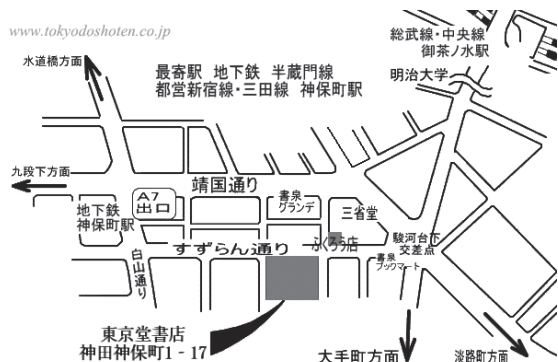 www.tokyodoshoten.co.jp
総武線・中央線
御茶ノ水駅
水道橋方面
最寄駅 地下鉄 半蔵門線
都営新宿線・三田線 神保町駅
明治大学
九段下方面
靖国通り
A7
出口
書泉
グランデ
地下鉄
神保町駅
三省堂
白山通り
すずらん通り
ふくろう店
駿河台下
交差点
書泉
ブックマート
東京堂書店
神田神保町1-17
大手町方面
淡路町方面